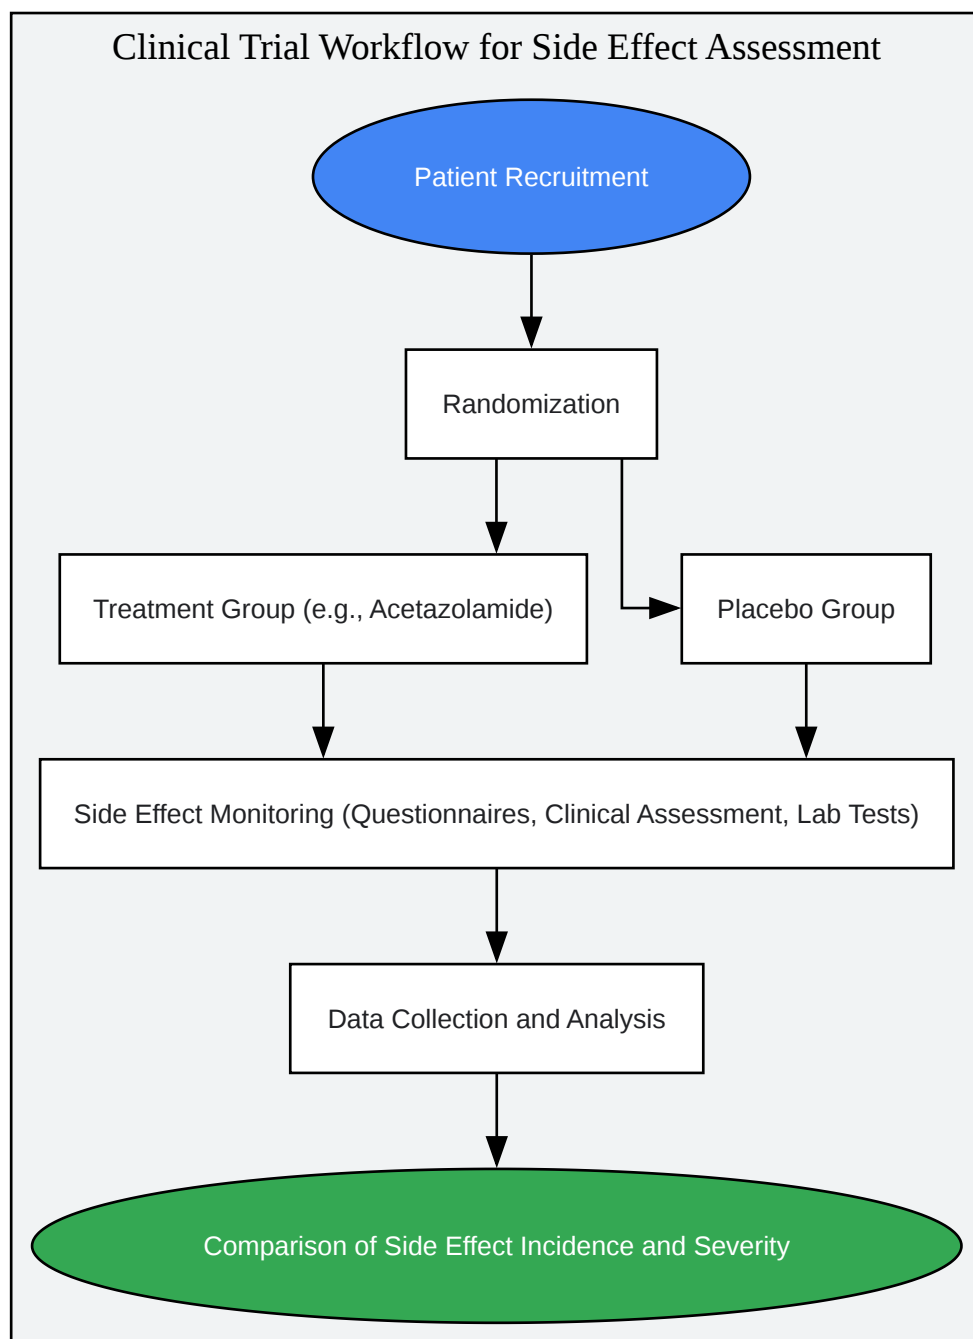 Clinical Trial Workflow for Side Effect Assessment
Patient Recruitment
Randomization
Treatment Group (e.g., Acetazolamide)
Placebo Group
Side Effect Monitoring (Questionnaires, Clinical Assessment, Lab Tests)
Data Collection and Analysis
Comparison of Side Effect Incidence and Severity